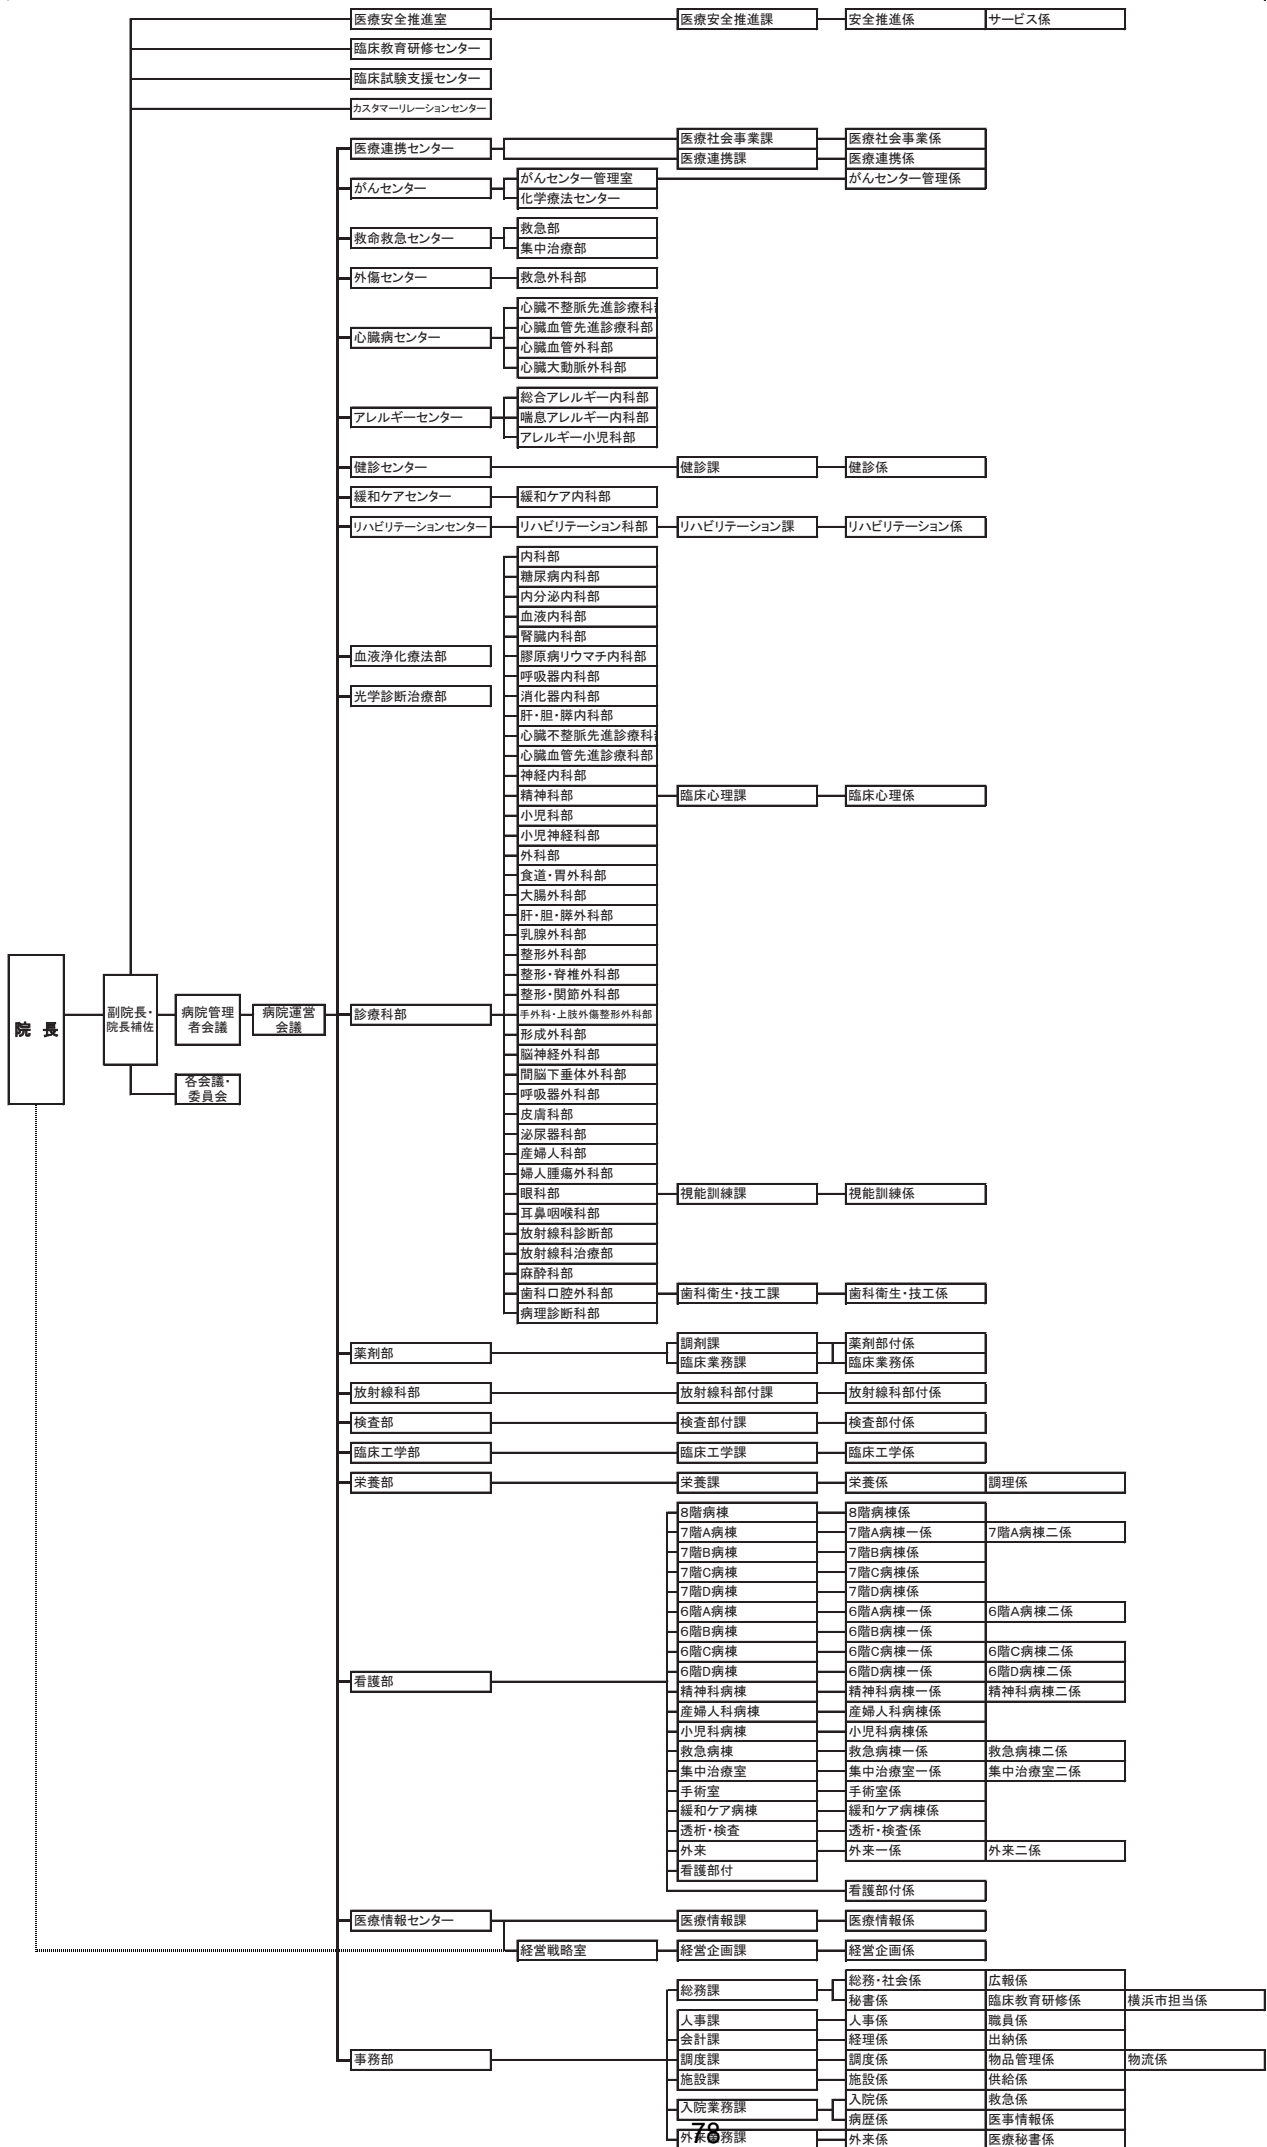 医療安全推進室 医療安全推進課 安全推進係 サービス係
臨床教育研修センター
臨床試験支援センター
カスタマーリレーションセンター
医療連携センター 医療社会事業課 医療社会事業係
医療連携課 医療連携係
がんセンター がんセンター管理室 がんセンター管理係
化学療法センター
救命救急センター 救急部
集中治療部
外傷センター 救急外科部
心臓病センター 心臓不整脈先進診療科
心臓血管先進診療科部
心臓血管外科部
心臓大動脈外科部
アレルギーセンター 総合アレルギー内科部
喘息アレルギー内科部
アレルギー小児科部
健診センター 健診課 健診係
緩和ケアセンター 緩和ケア内科部
リハビリテーションセンター リハビリテーション科部 リハビリテーション課 リハビリテーション係
内科部
糖尿病内科部
内分泌内科部
血液内科部
腎臓内科部
血液浄化療法部 膠原病リウマチ内科部
呼吸器内科部
光学診断治療部 消化器内科部
肝・胆・膵内科部
心臓不整脈先進診療科
心臓血管先進診療科部
神経内科部
精神科部 臨床心理課 臨床心理係
小児科部
小児神経科部
外科部
食道・胃外科部
大腸外科部
肝・胆・膵外科部
乳腺外科部
整形外科部
整形・脊椎外科部
整形・関節外科部
院 長
副院長・
院長補佐
病院管理
者会議
病院運営
会議
各会議・
委員会
診療科部 手外科・上肢外傷整形外科部
形成外科部
脳神経外科部
間脳下垂体外科部
呼吸器外科部
皮膚科部
泌尿器科部
産婦人科部
婦人腫瘍外科部
眼科部 視能訓練課 視能訓練係
耳鼻咽喉科部
放射線科診断部
放射線科治療部
麻酔科部
歯科口腔外科部 歯科衛生・技工課 歯科衛生・技工係
病理診断科部
薬剤部 調剤課 薬剤部付係
臨床業務課 臨床業務係
放射線科部 放射線科部付課 放射線科部付係
検査部 検査部付課 検査部付係
臨床工学部 臨床工学課 臨床工学係
栄養部 栄養課 栄養係 調理係
看護部
8階病棟 8階病棟係
7階A病棟 7階A病棟一係 7階A病棟二係
7階B病棟 7階B病棟係
7階C病棟 7階C病棟係
7階D病棟 7階D病棟係
6階A病棟 6階A病棟一係 6階A病棟二係
6階B病棟 6階B病棟一係
6階C病棟 6階C病棟一係 6階C病棟二係
6階D病棟 6階D病棟一係 6階D病棟二係
精神科病棟 精神科病棟一係 精神科病棟二係
産婦人科病棟 産婦人科病棟係
小児科病棟 小児科病棟係
救急病棟 救急病棟一係 救急病棟二係
集中治療室 集中治療室一係 集中治療室二係
手術室 手術室係
緩和ケア病棟 緩和ケア病棟係
透析・検査 透析・検査係
外来 外来一係 外来二係
看護部付
看護部付係
医療情報センター 医療情報課 医療情報係
経営戦略室 経営企画課 経営企画係
事務部
総務課 総務・社会係 広報係
秘書係 臨床教育研修係 横浜市担当係
人事課 人事係 職員係
会計課 経理係 出納係
調度課 調度係 物品管理係 物流係
施設課 施設係 供給係
入院業務課 入院係 救急係
病歴係 医事情報係
外来事務課 外来係 医療秘書係
78